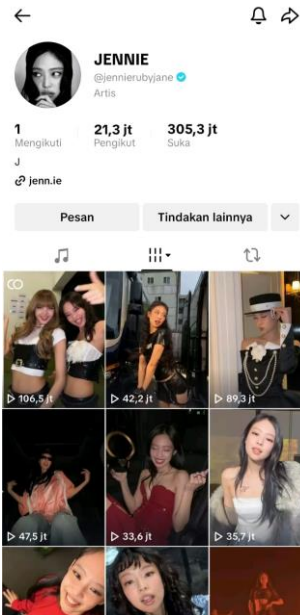 JENNIE
@jennierubyjane
Artis
1 21,3 jt 305,3 jt
Mengikuti Pengikut Suka
J
jenn.ie
Pesan Tindakan lainnya
106,5 jt 42,2 jt 89,3 jt
47,5 jt 33,6 jt 35,7 jt